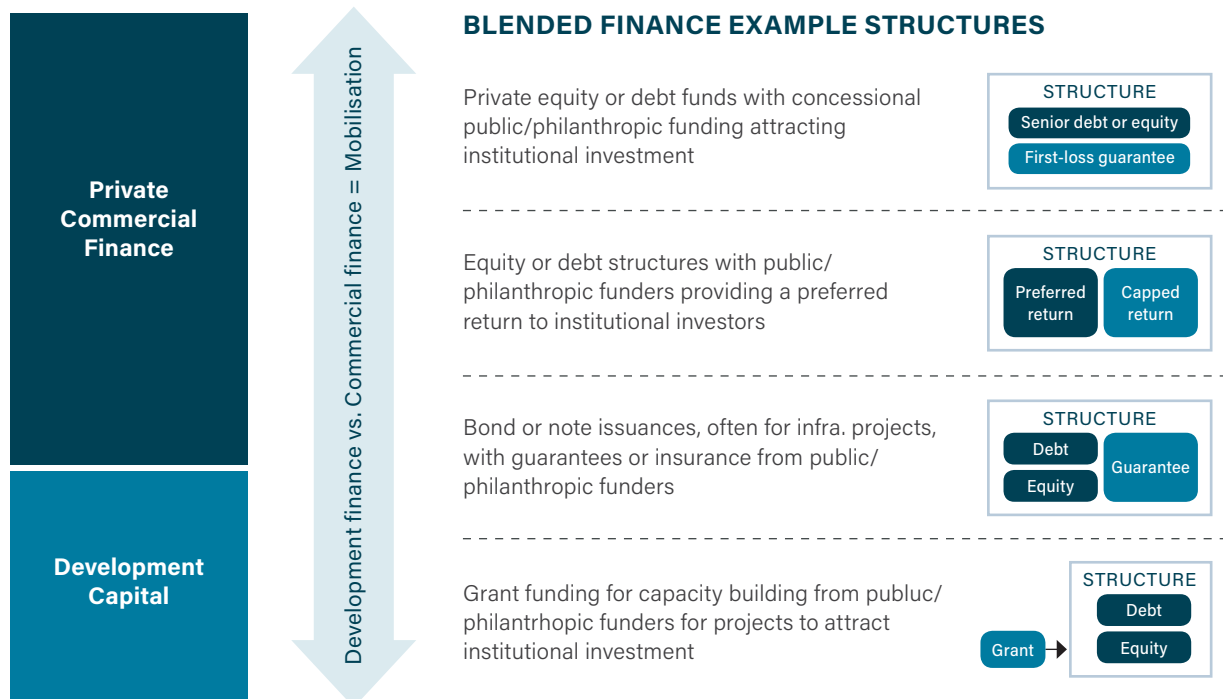 BLENDED FINANCE EXAMPLE STRUCTURES
Private
Commercial
Finance
Development
Capital
Development finance vs. Commercial finance = Mobilisation
Private equity or debt funds with concessional
public/philanthropic funding attracting
institutional investment
STRUCTURE
Senior debt or equity
First-loss guarantee
Equity or debt structures with public/
philanthropic funders providing a preferred
return to institutional investors
STRUCTURE
Preferred
return
Capped
return
Bond or note issuances, often for infra. projects,
with guarantees or insurance from public/
philanthropic funders
STRUCTURE
Debt
Equity
Guarantee
Grant funding for capacity building from publuc/
philantrhopic funders for projects to attract
institutional investment
Grant
STRUCTURE
Debt
Equity